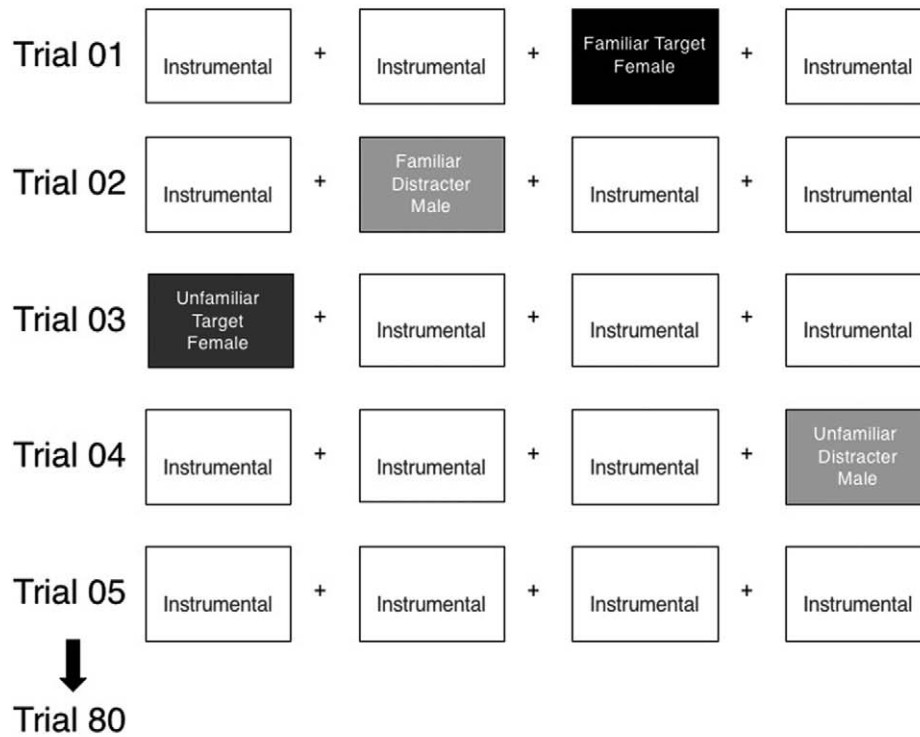 Trial 01
Instrumental
+
Instrumental
+
Familiar Target
Female
+
Instrumental
Trial 02
Instrumental
+
Familiar
Distracter
Male
+
Instrumental
+
Instrumental
Trial 03
Unfamiliar
Target
Female
+
Instrumental
+
Instrumental
+
Instrumental
Trial 04
Instrumental
+
Instrumental
+
Instrumental
+
Unfamiliar
Distracter
Male
Trial 05
Instrumental
+
Instrumental
+
Instrumental
+
Instrumental
Trial 80